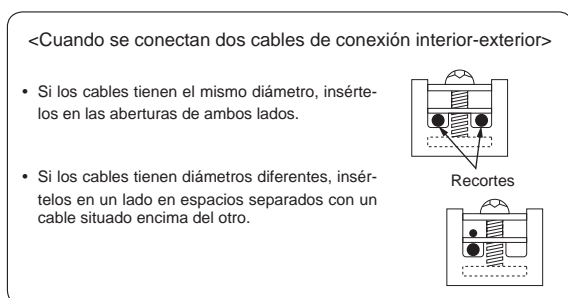 <Cuando se conectan dos cables de conexión interior-exterior>
• Si los cables tienen el mismo diámetro, insérte-
los en las aberturas de ambos lados.
Recortes
• Si los cables tienen diámetros diferentes, insér-
telos en un lado en espacios separados con un
cable situado encima del otro.